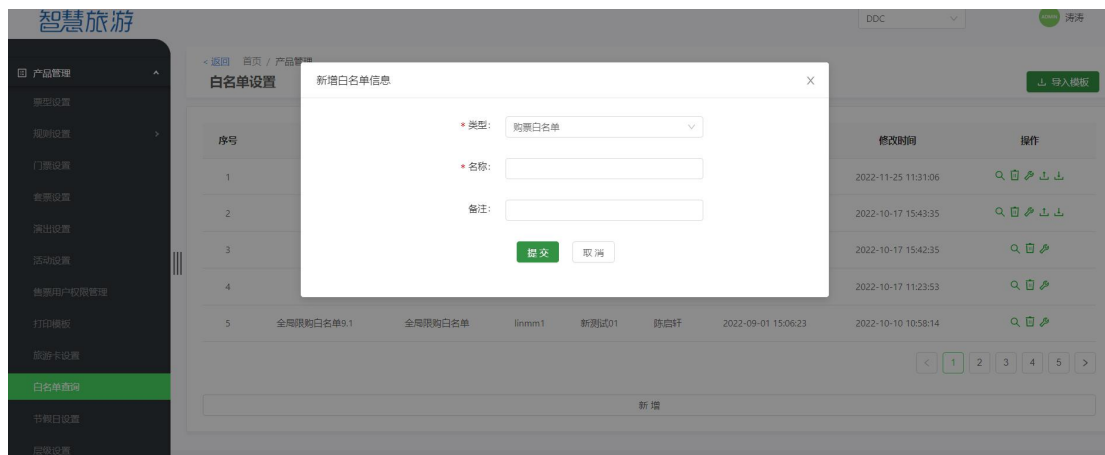 智慧旅游
DDC
涛涛
产品管理
票型设置
规则设置
门票设置
套票设置
演出设置
活动设置
售票用户权限管理
打印模板
旅游卡设置
白名单查询
节假日设置
层级设置
< 返回 首页 / 产品管理
白名单设置
导入模板
新增白名单信息
* 类型: 购票白名单
* 名称:
备注:
提交 取消
序号 修改时间 操作
1 2022-11-25 11:31:06
2 2022-10-17 15:43:35
3 2022-10-17 15:42:35
4 2022-10-17 11:23:53
5 全局限购白名单9.1 全局限购白名单 linmm1 新测试01 陈启轩 2022-09-01 15:06:23 2022-10-10 10:58:14
< 1 2 3 4 5 >
新增